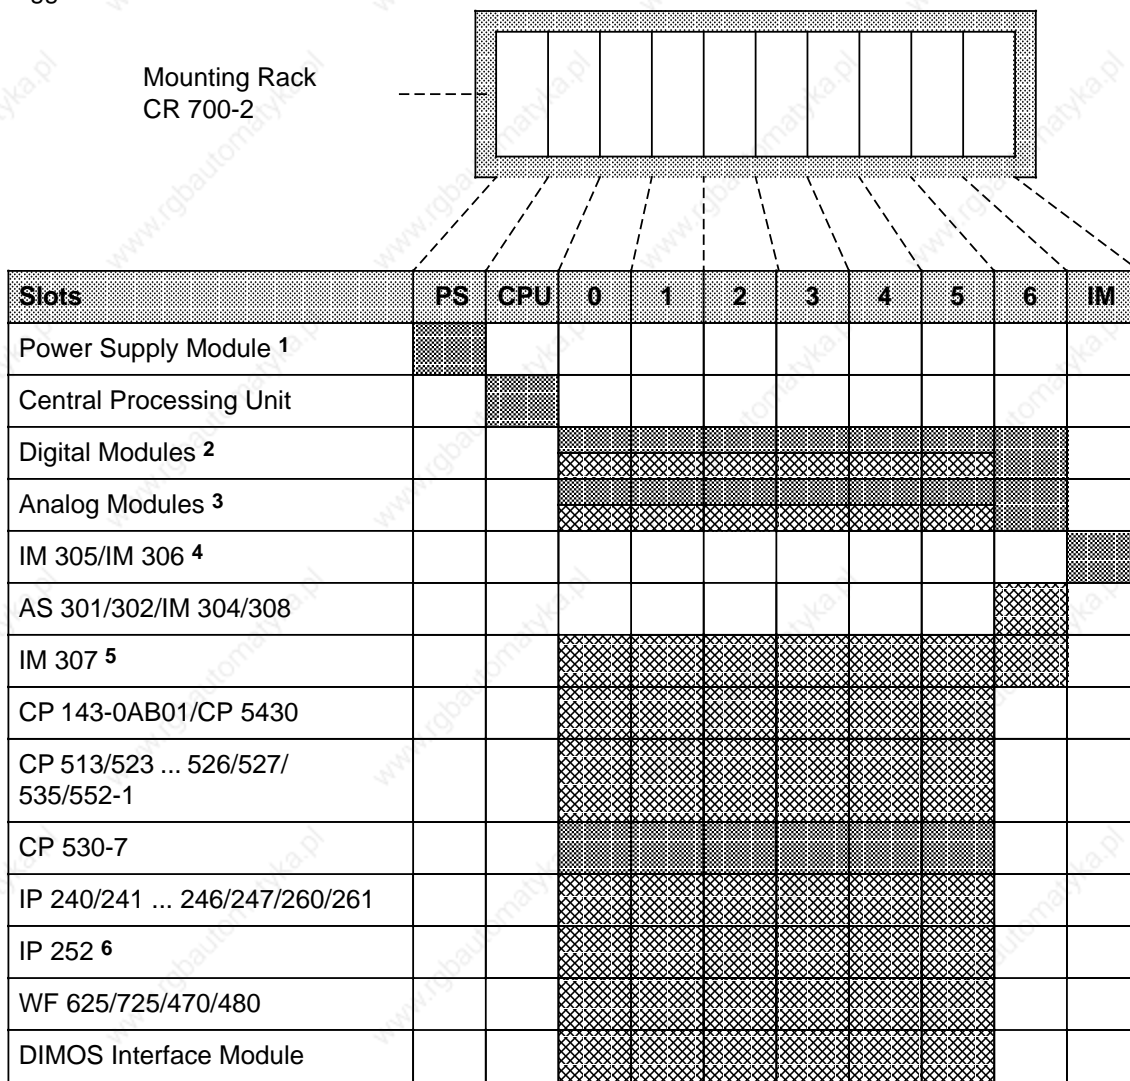 Mounting Rack
CR 700-2
Slots PS CPU 0 1 2 3 4 5 6 IM
Power Supply Module 1
Central Processing Unit
Digital Modules 2
Analog Modules 3
IM 305/IM 306 4
AS 301/302/IM 304/308
IM 307 5
CP 143-0AB01/CP 5430
CP 513/523 ... 526/527/
535/552-1
CP 530-7
IP 240/241 ... 246/247/260/261
IP 252 6
WF 625/725/470/480
DIMOS Interface Module
www.rgbautomatyka.pl